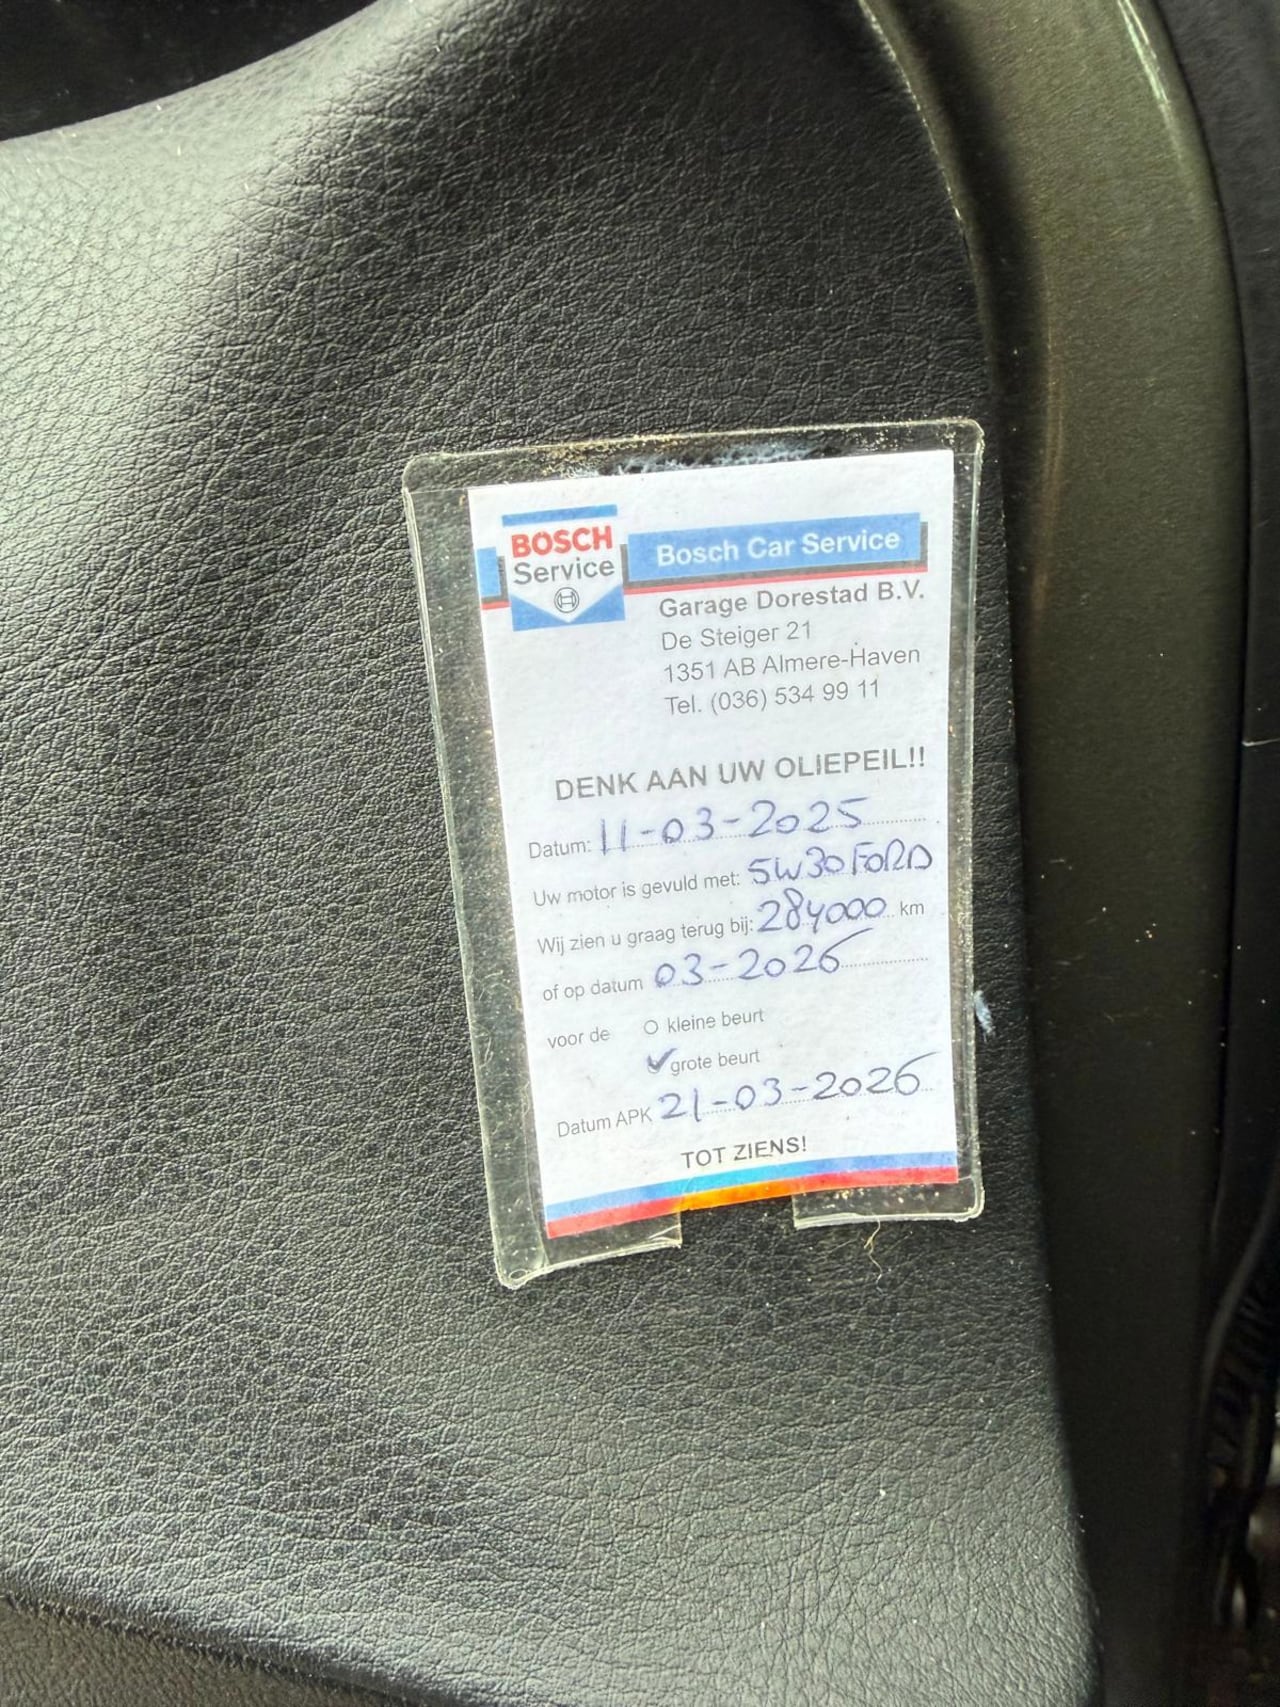 BOSCH
Service
Bosch Car Service
Garage Dorestad B.V.
De Steiger 21
1351 AB Almere-Haven
Tel. (036) 534 99 11
DENK AAN UW OLIEPEIL!!
Datum: 11-03-2025
Uw motor is gevuld met: 5W30 FORD
Wij zien u graag terug bij: 284000 km
of op datum 03-2026
voor de O kleine beurt
✓ grote beurt
Datum APK 21-03-2026
TOT ZIENS!